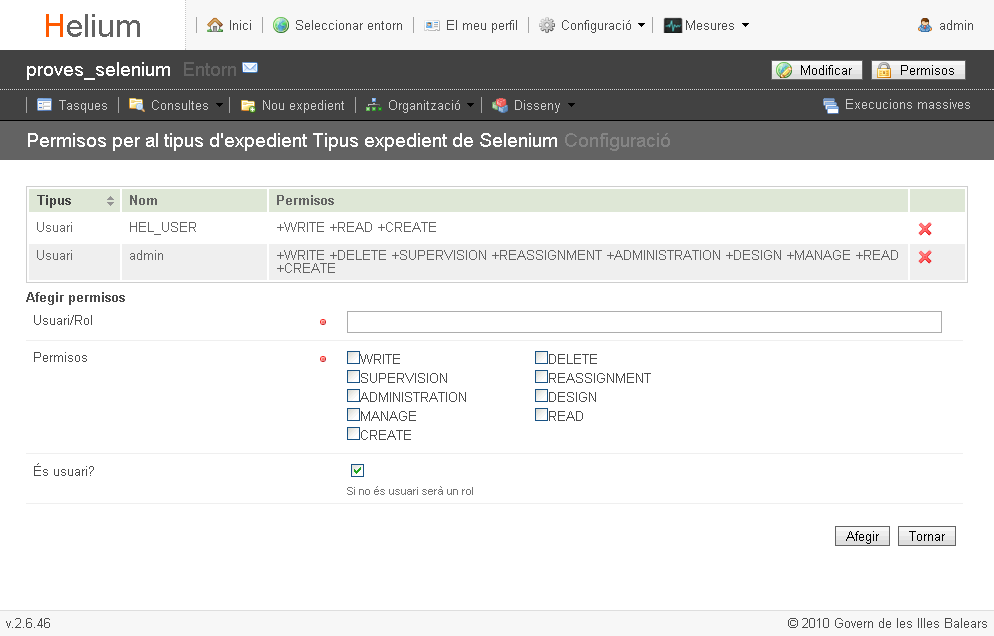 Helium
Inici Seleccionar entorn El meu perfil Configuració Mesures admin
proves_selenium Entorn Modificar Permisos
Tasques Consultes Nou expedient Organització Disseny Execucions massives
Permisos per al tipus d'expedient Tipus expedient de Selenium Configuració
Tipus Nom Permisos
Usuari HEL_USER +WRITE +READ +CREATE
Usuari admin +WRITE +DELETE +SUPERVISION +REASSIGNMENT +ADMINISTRATION +DESIGN +MANAGE +READ
+CREATE
Afegir permisos
Usuari/Rol
Permisos WRITE DELETE
SUPERVISION REASSIGNMENT
ADMINISTRATION DESIGN
MANAGE READ
CREATE
És usuari?
Si no és usuari serà un rol
Afegir Tornar
v.2.6.46 © 2010 Govern de les Illes Balears